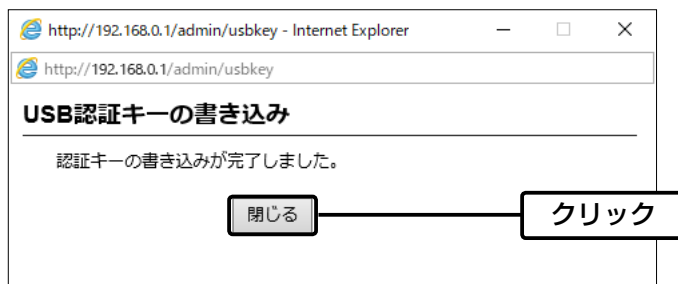 http://192.168.0.1/admin/usbkey - Internet Explorer
http://192.168.0.1/admin/usbkey
USB認証キーの書き込み
認証キーの書き込みが完了しました。
閉じる
クリック